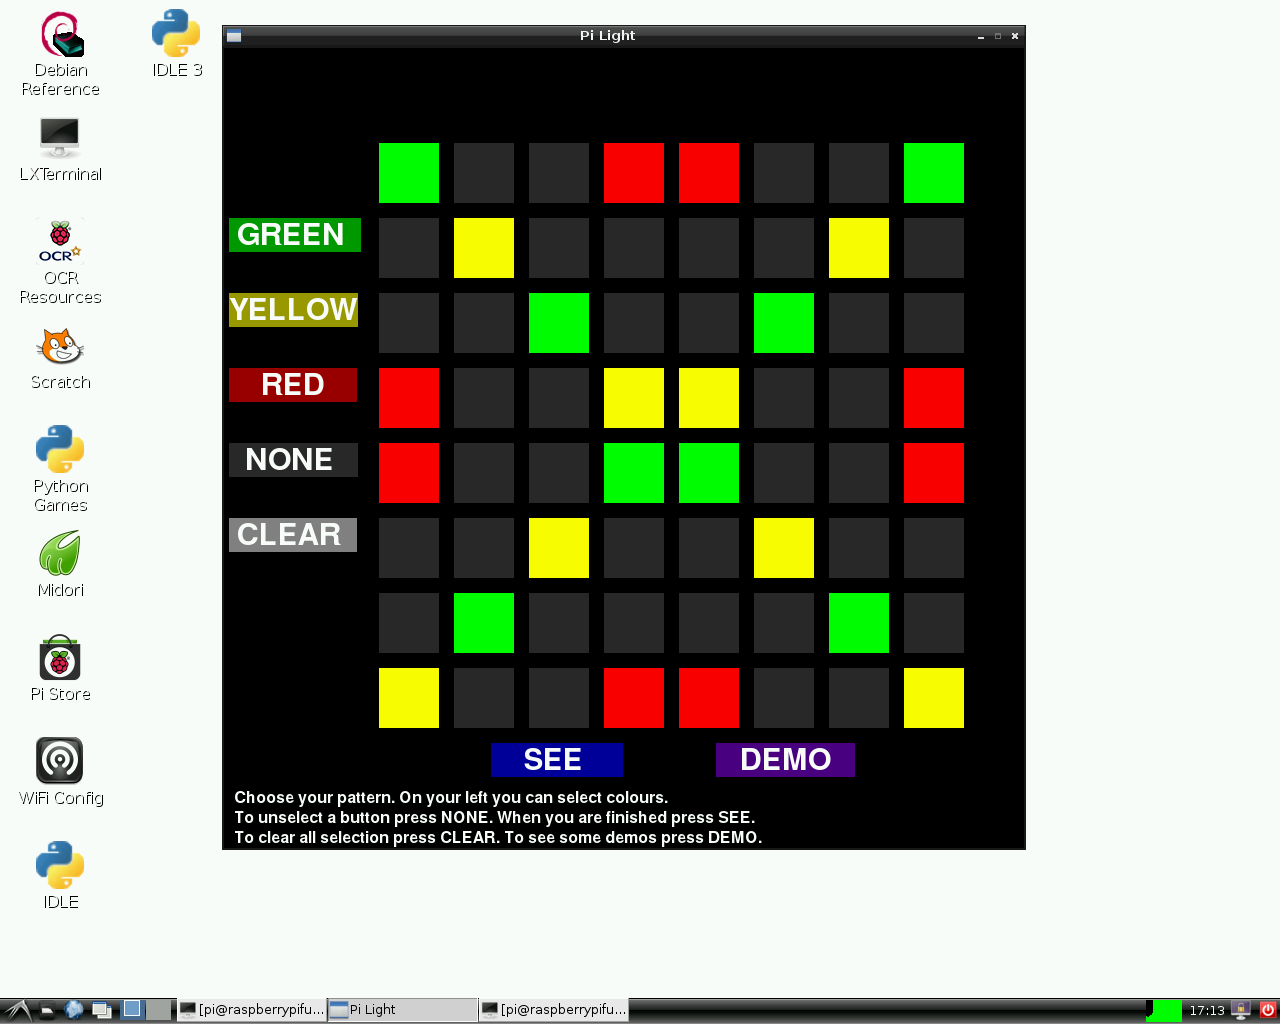 Debian
Reference
IDLE 3
LXTerminal
OCR
OCR
Resources
Scratch
Python
Games
Midori
Pi Store
WiFi Config
IDLE
Pi Light
GREEN
YELLOW
RED
NONE
CLEAR
SEE
DEMO
Choose your pattern. On your left you can select colours.
To unselect a button press NONE. When you are finished press SEE.
To clear all selection press CLEAR. To see some demos press DEMO.
[pi@raspberrypifu...
Pi Light
[pi@raspberrypifu...
17:13